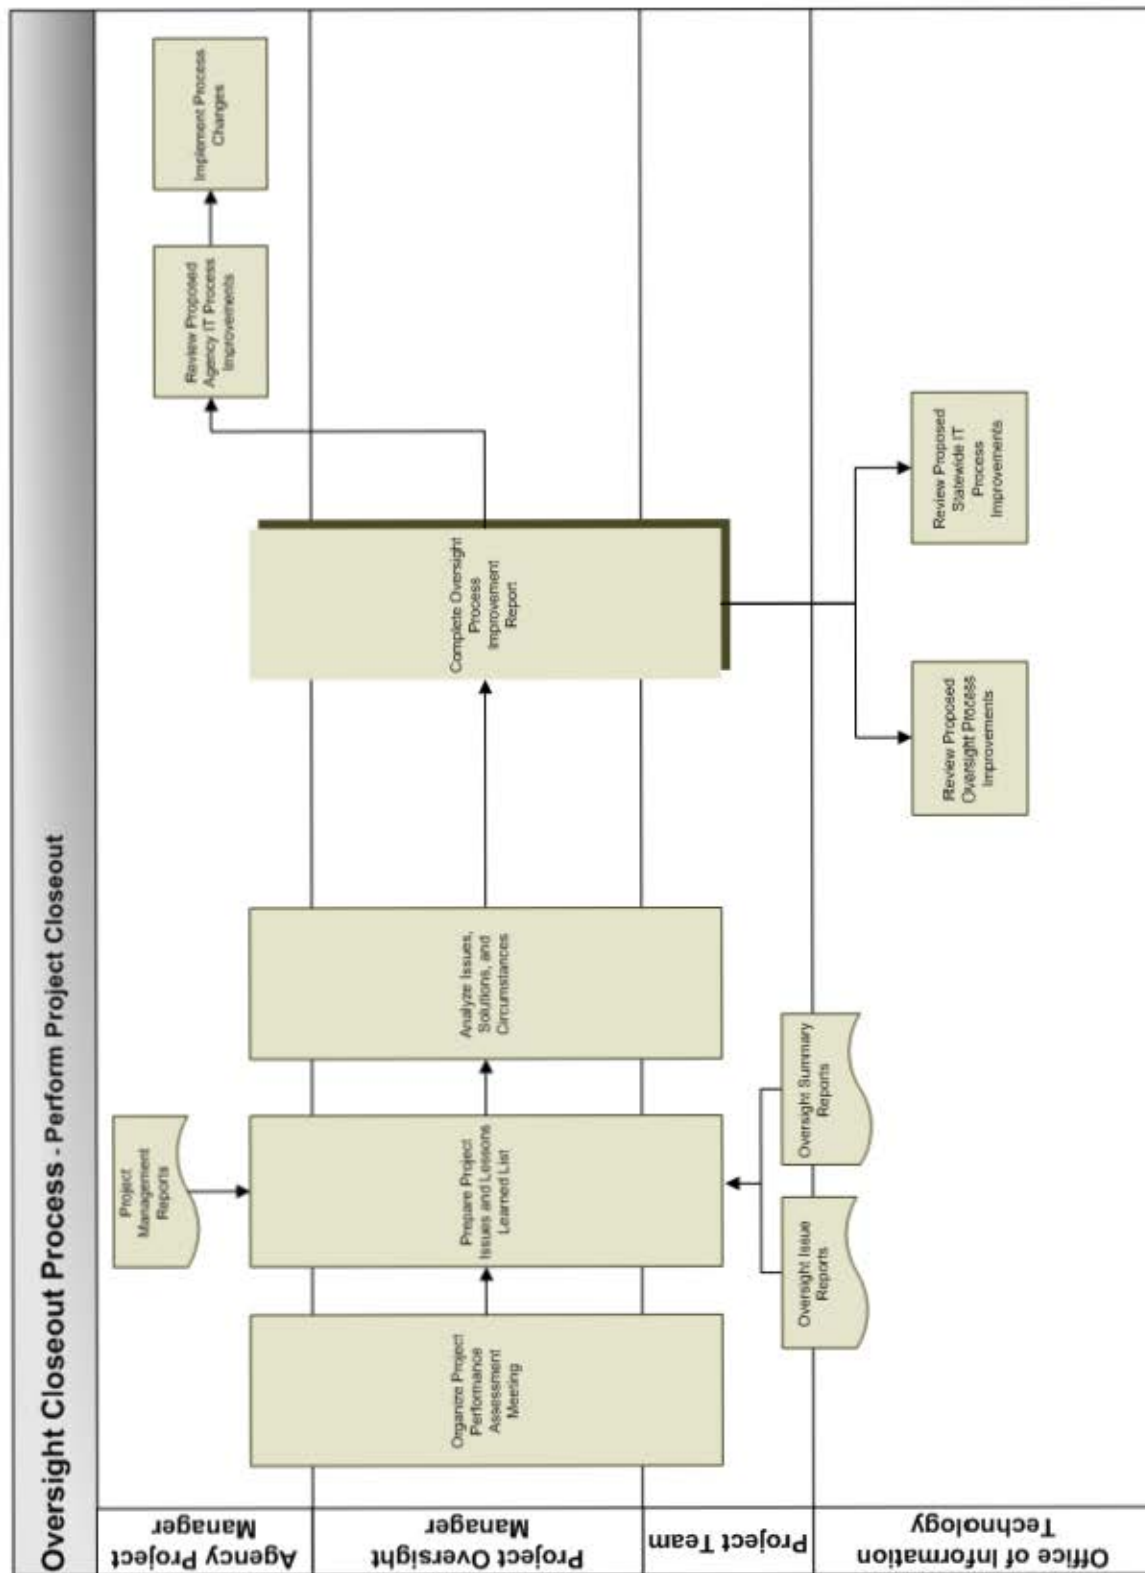 Oversight Closeout Process - Perform Project Closeout
Agency Project
Manager
Project Oversight
Manager
Project Team
Office of Information
Technology
Project
Management
Reports
Implement Process
Changes
Review Proposed
Agency IT Process
Improvements
Organize Project
Performance
Assessment
Meeting
Prepare Project
Issues and Lessons
Learned List
Analyze Issues,
Solutions, and
Circumstances
Complete Oversight
Process
Improvement
Report
Oversight Issue
Reports
Oversight Summary
Reports
Review Proposed
Oversight Process
Improvements
Review Proposed
Statewide IT
Process
Improvements